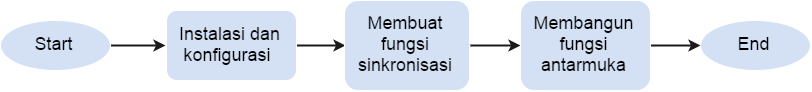 Start
Instalasi dan
konfigurasi
Membuat
fungsi
sinkronisasi
Membangun
fungsi
antarmuka
End